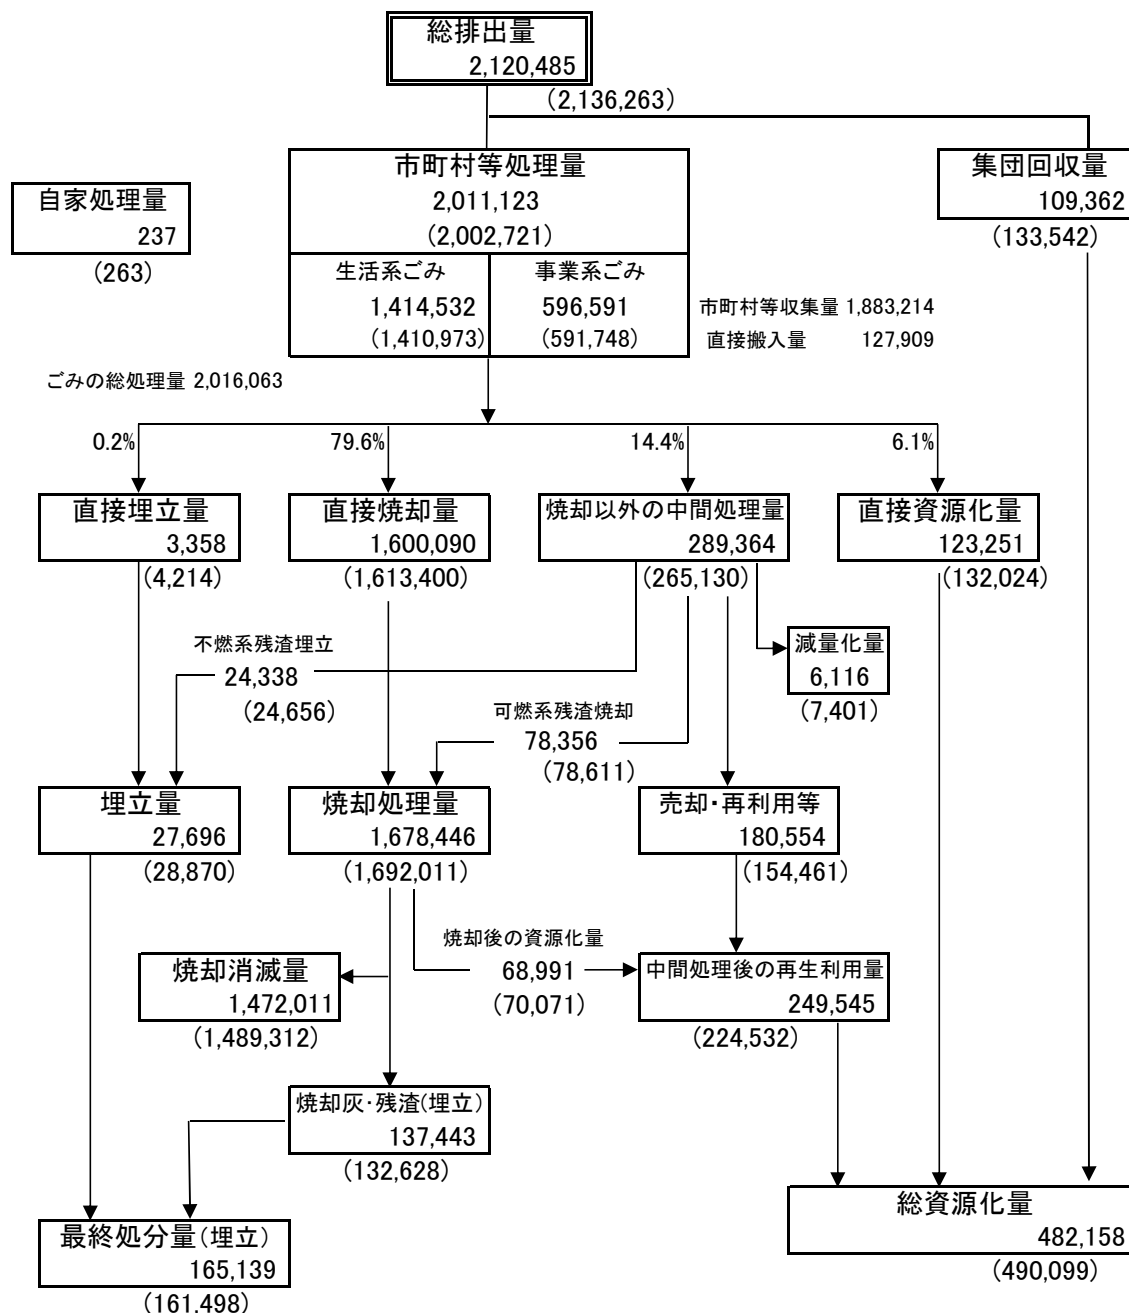 総排出量
2,120,485
(2,136,263)
市町村等処理量
2,011,123
(2,002,721)
集団回収量
109,362
(133,542)
自家処理量
237
(263)
生活系ごみ
1,414,532
(1,410,973)
事業系ごみ
596,591
(591,748)
市町村等収集量 1,883,214
直接搬入量 127,909
ごみの総処理量 2,016,063
0.2%
79.6%
14.4%
6.1%
直接埋立量
3,358
(4,214)
直接焼却量
1,600,090
(1,613,400)
焼却以外の中間処理量
289,364
(265,130)
直接資源化量
123,251
(132,024)
不燃系残渣埋立
24,338
(24,656)
減量化量
6,116
(7,401)
可燃系残渣焼却
78,356
(78,611)
埋立量
27,696
(28,870)
焼却処理量
1,678,446
(1,692,011)
売却・再利用等
180,554
(154,461)
焼却後の資源化量
68,991
(70,071)
焼却消滅量
1,472,011
(1,489,312)
中間処理後の再生利用量
249,545
(224,532)
焼却灰・残渣(埋立)
137,443
(132,628)
最終処分量(埋立)
165,139
(161,498)
総資源化量
482,158
(490,099)